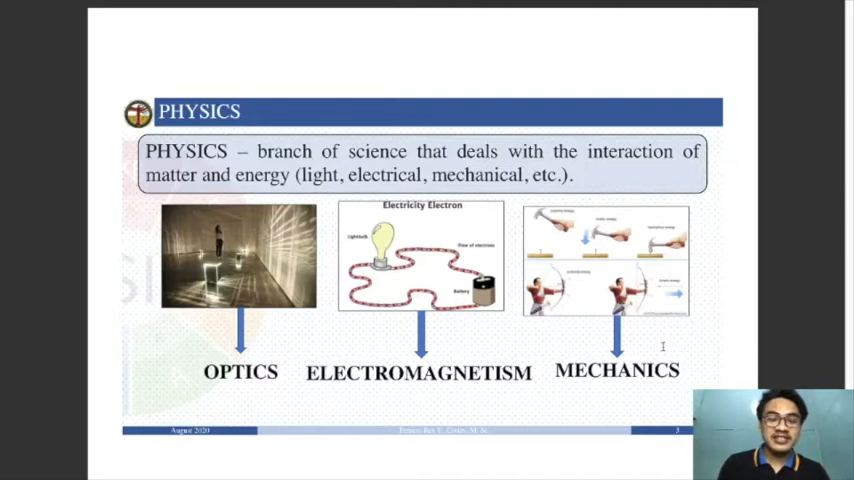 PHYSICS
PHYSICS – branch of science that deals with the interaction of
matter and energy (light, electrical, mechanical, etc.).
Electricity Electron
Lightbulb
Flow of electrons
Battery
OPTICS
ELECTROMAGNETISM
MECHANICS
August 2020
3